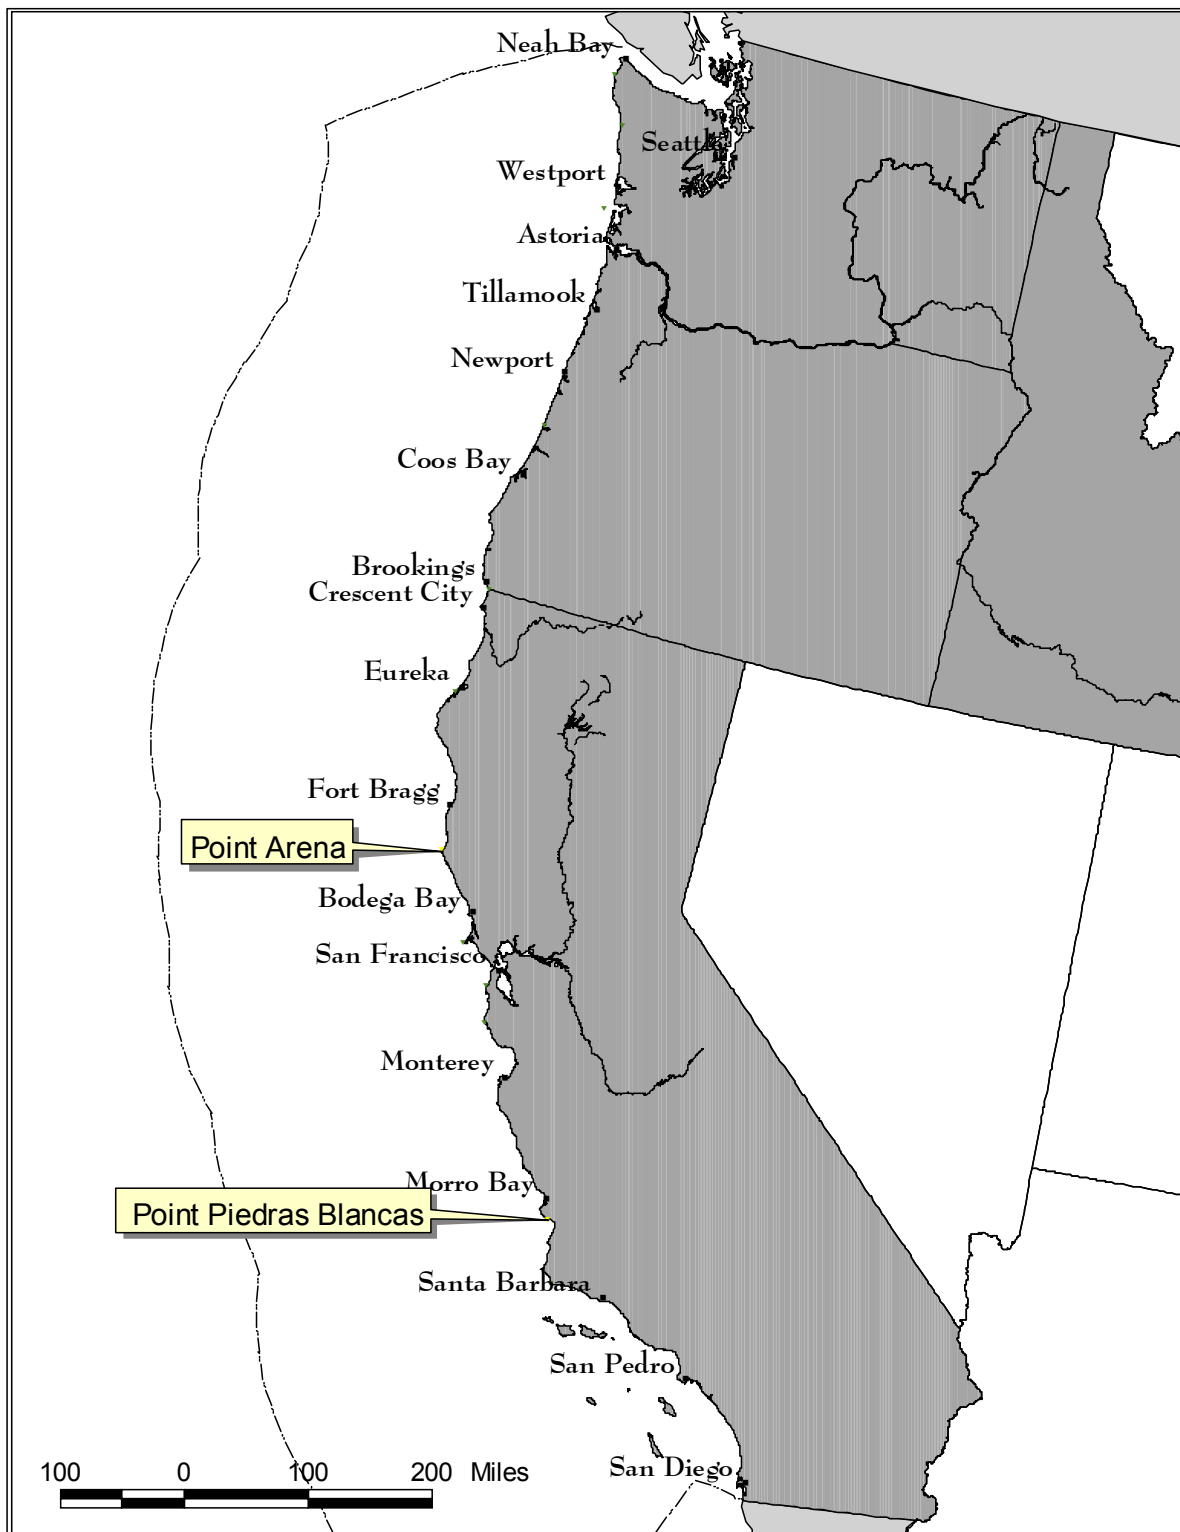 Neah Bay
Seattle
Westport
Astoria
Tillamook
Newport
Coos Bay
Brookings
Crescent City
Eureka
Fort Bragg
Point Arena
Bodega Bay
San Francisco
Monterey
Morro Bay
Point Piedras Blancas
Santa Barbara
San Pedro
San Diego
100 0 100 200 Miles